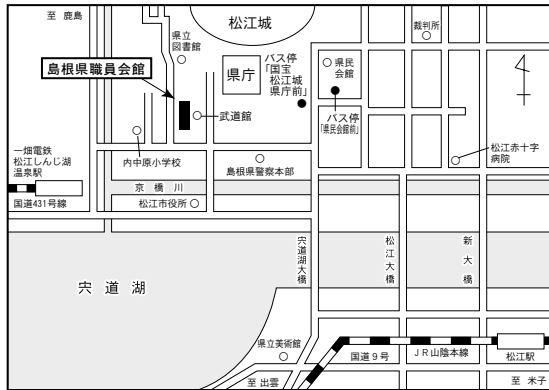 至 鹿島
松江城
県立
図書館
県庁
バス停
「国宝
松江城
県庁前」
県民
会館
裁判所
島根県職員会館
武道館
バス停
「県民会館前」
一畑電鉄
松江しんじ湖
温泉駅
内中原小学校
島根県警察本部
松江赤十字
病院
京橋川
国道431号線
松江市役所
宍道湖大橋
松江大橋
新大橋
宍道湖
県立美術館
国道9号
JR山陰本線
松江駅
至 出雲
至 米子